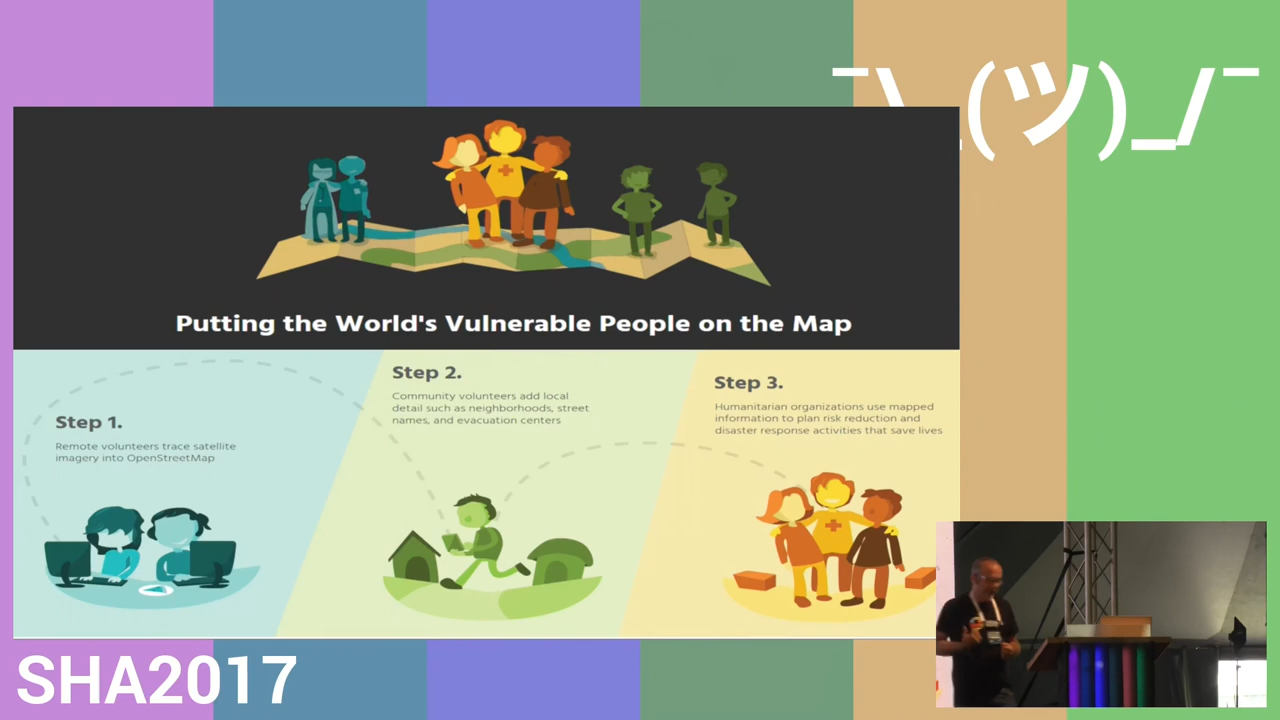 ¯\_(ツ)_/¯
Putting the World's Vulnerable People on the Map
Step 1.
Remote volunteers trace satellite
imagery into OpenStreetMap
Step 2.
Community volunteers add local
detail such as neighborhoods, street
names, and evacuation centers
Step 3.
Humanitarian organizations use mapped
information to plan risk reduction and
disaster response activities that save lives
SHA2017